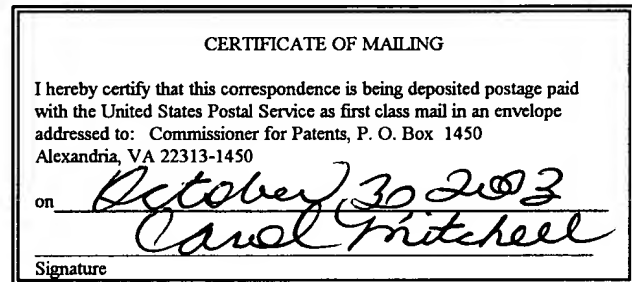 CERTIFICATE OF MAILING
I hereby certify that this correspondence is being deposited postage paid
with the United States Postal Service as first class mail in an envelope
addressed to: Commissioner for Patents, P. O. Box 1450
Alexandria, VA 22313-1450
on October 30 2003
Carol Mitchell
Signature